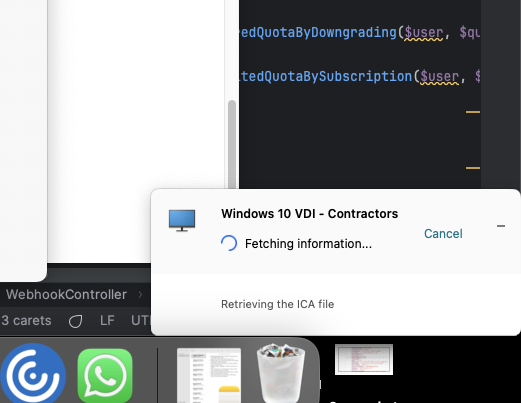 edQuotaByDowngrading($user, $qu
tedQuotaBySubscription($user, $
Windows 10 VDI - Contractors
Fetching information...
Cancel
Retrieving the ICA file
WebhookController
3 carets LF UT